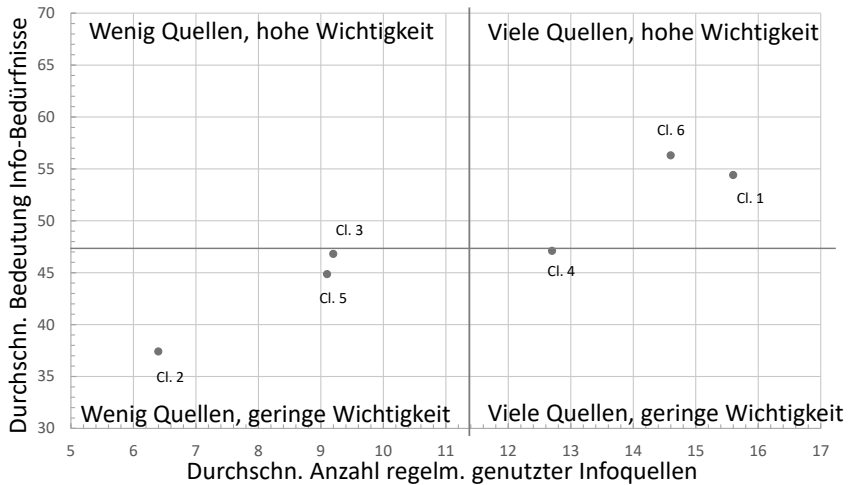 70
Wenig Quellen, hohe Wichtigkeit
Viele Quellen, hohe Wichtigkeit
65
60
Cl. 6
55
Cl. 1
50
Cl. 3
45
Cl. 4
Cl. 5
40
35
Cl. 2
Wenig Quellen, geringe Wichtigkeit
Viele Quellen, geringe Wichtigkeit
30
5 6 7 8 9 10 11 12 13 14 15 16 17
Durchschn. Anzahl regelm. genutzter Infoquellen
Durchschn. Bedeutung Info-Bedürfnisse